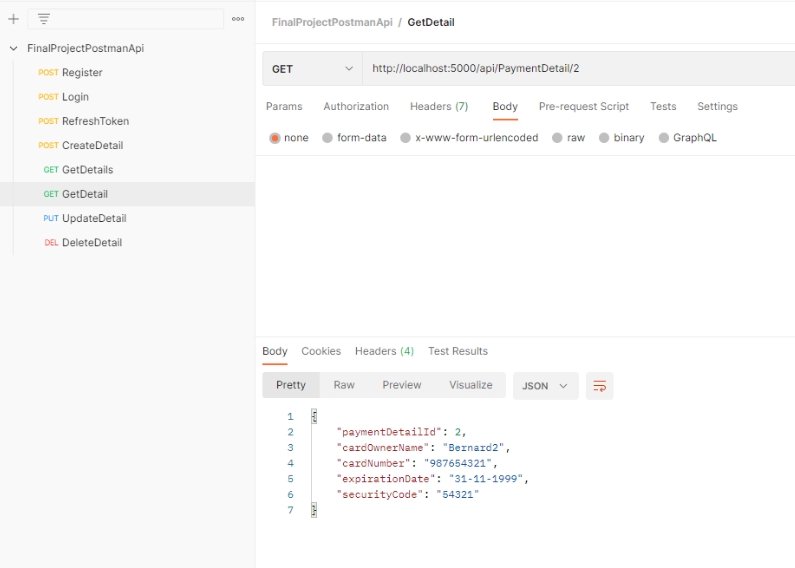 FinalProjectPostmanApi / GetDetail
FinalProjectPostmanApi
POST Register
POST Login
POST RefreshToken
POST CreateDetail
GET GetDetails
GET GetDetail
PUT UpdateDetail
DEL DeleteDetail
GET http://localhost:5000/api/PaymentDetail/2
Params Authorization Headers (7) Body Pre-request Script Tests Settings
none form-data x-www-form-urlencoded raw binary GraphQL
Body Cookies Headers (4) Test Results
Pretty Raw Preview Visualize JSON
1 {
2 "paymentDetailId": 2,
3 "cardOwnerName": "Bernard2",
4 "cardNumber": "987654321",
5 "expirationDate": "31-11-1999",
6 "securityCode": "54321"
7 }